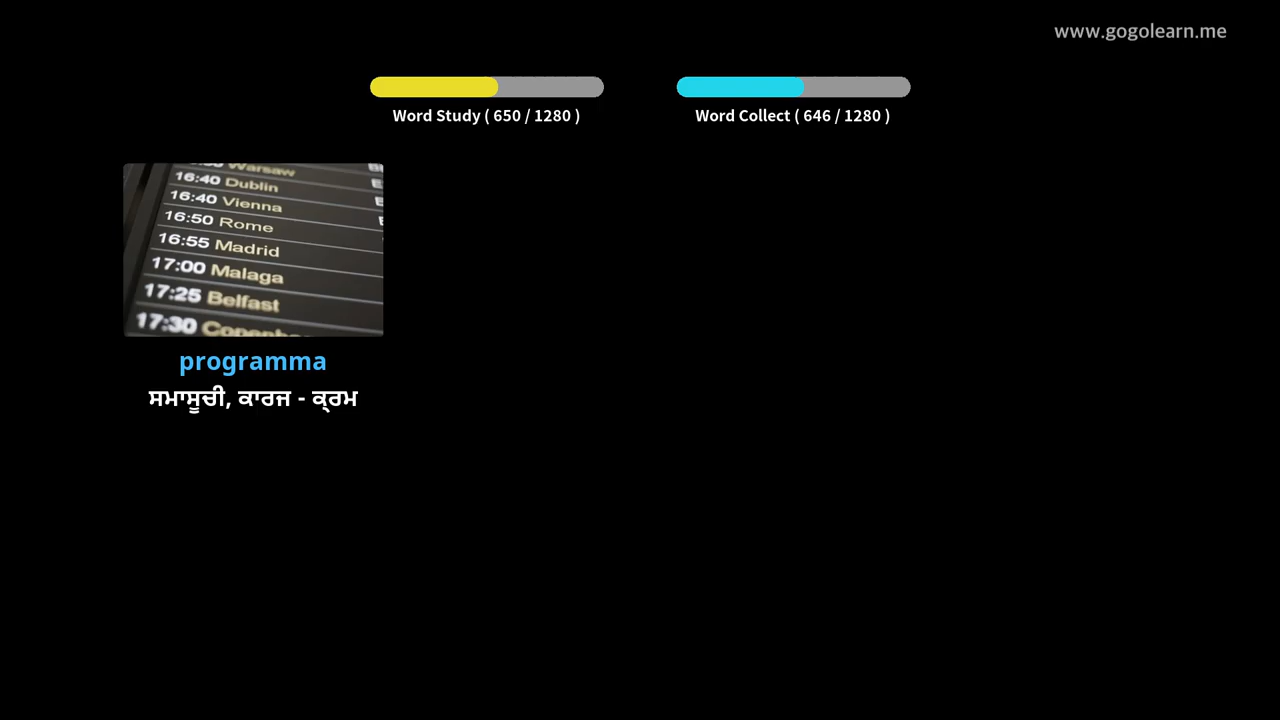 www.gogolearn.me
Word Study ( 650 / 1280 )
Word Collect ( 646 / 1280 )
Warsaw
16:40 Dublin
16:40 Vienna
16:50 Rome
16:55 Madrid
17:00 Malaga
17:25 Belfast
17:30
programma
ਸਮਾਸੂਚੀ, ਕਾਰਜ - ਕ੍ਰਮ